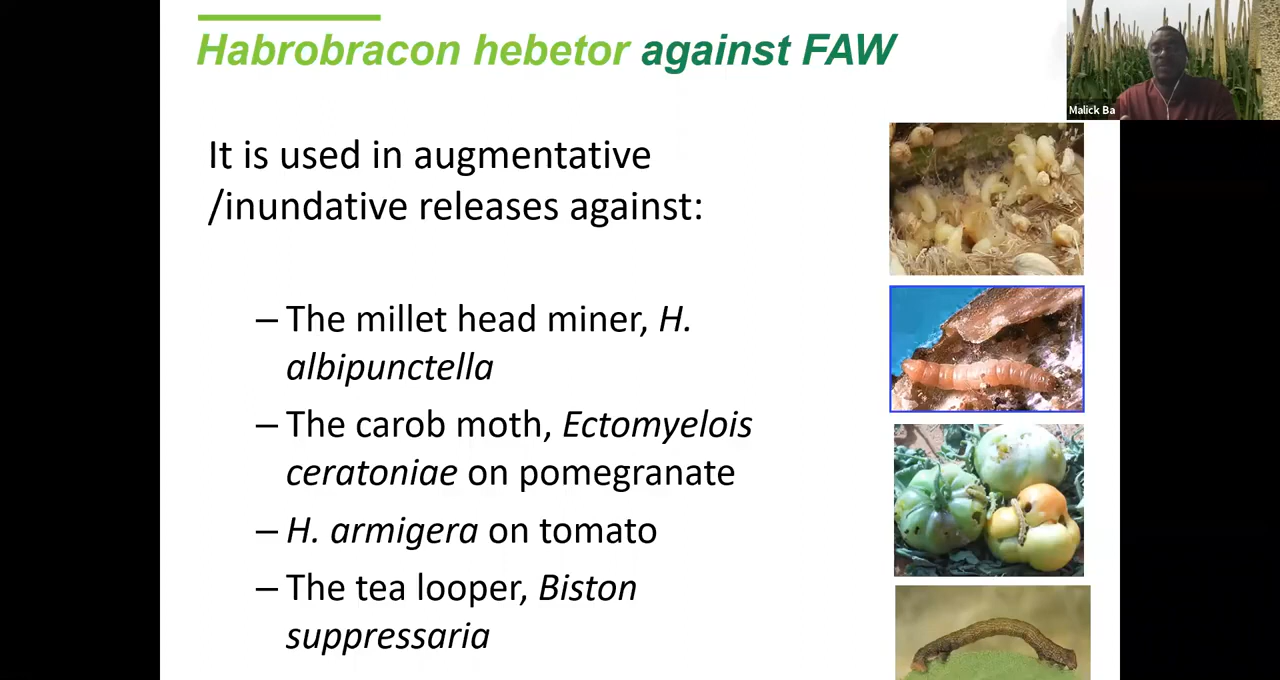 Habrobracon hebetor against FAW
Malick Ba
It is used in augmentative
/inundative releases against:
– The millet head miner, H.
albipunctella
– The carob moth, Ectomyelois
ceratoniae on pomegranate
– H. armigera on tomato
– The tea looper, Biston
suppressaria